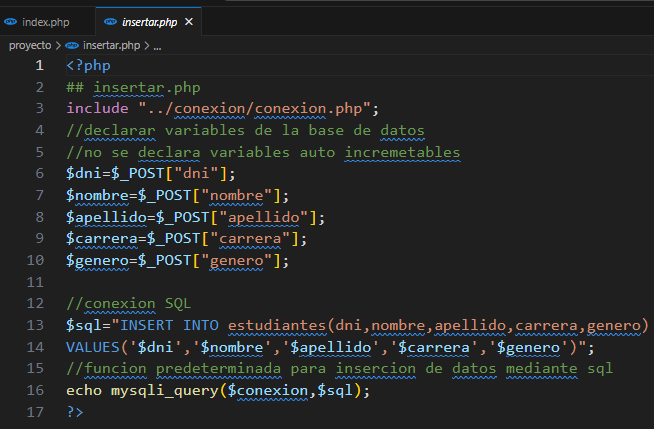 index.php
insertar.php
proyecto > insertar.php > ...
1 <?php
2 ## insertar.php
3 include "../conexion/conexion.php";
4 //declarar variables de la base de datos
5 //no se declara variables auto incremetables
6 $dni=$_POST["dni"];
7 $nombre=$_POST["nombre"];
8 $apellido=$_POST["apellido"];
9 $carrera=$_POST["carrera"];
10 $genero=$_POST["genero"];
11
12 //conexion SQL
13 $sql="INSERT INTO estudiantes(dni,nombre,apellido,carrera,genero)
14 VALUES('$dni','$nombre','$apellido','$carrera','$genero')";
15 //funcion predeterminada para insercion de datos mediante sql
16 echo mysqli_query($conexion,$sql);
17 ?>